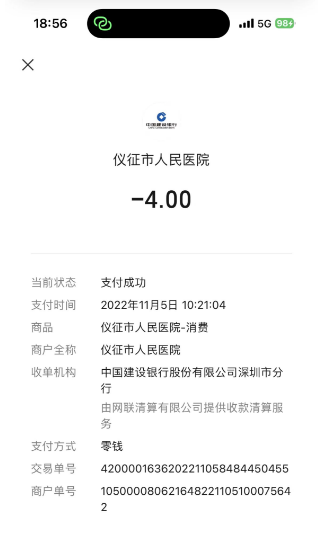 18:56
5G
98
中国建设银行
仪征市人民医院
-4.00
当前状态 支付成功
支付时间 2022年11月5日 10:21:04
商品 仪征市人民医院-消费
商户全称 仪征市人民医院
收单机构 中国建设银行股份有限公司深圳市分
行
由网联清算有限公司提供收款清算服
务
支付方式 零钱
交易单号 4200001636202211058484450455
商户单号 10500008062164822110510007564
2